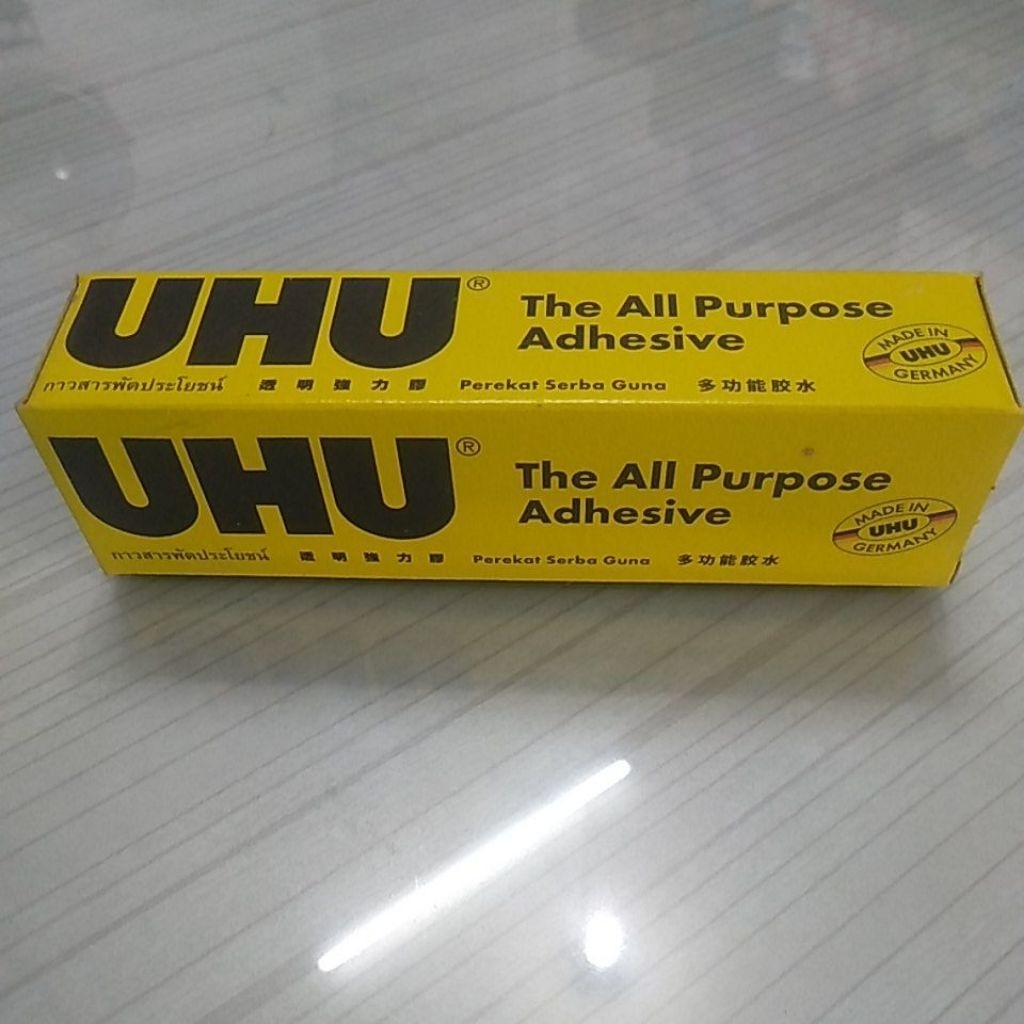 UHU®
The All Purpose
Adhesive
MADE IN
UHU
GERMANY
กาวสารพัดประโยชน์ 透明強力膠 Perekat Serba Guna 多功能胶水
UHU®
The All Purpose
Adhesive
MADE IN
UHU
GERMANY
กาวสารพัดประโยชน์ 透明強力膠 Perekat Serba Guna 多功能胶水